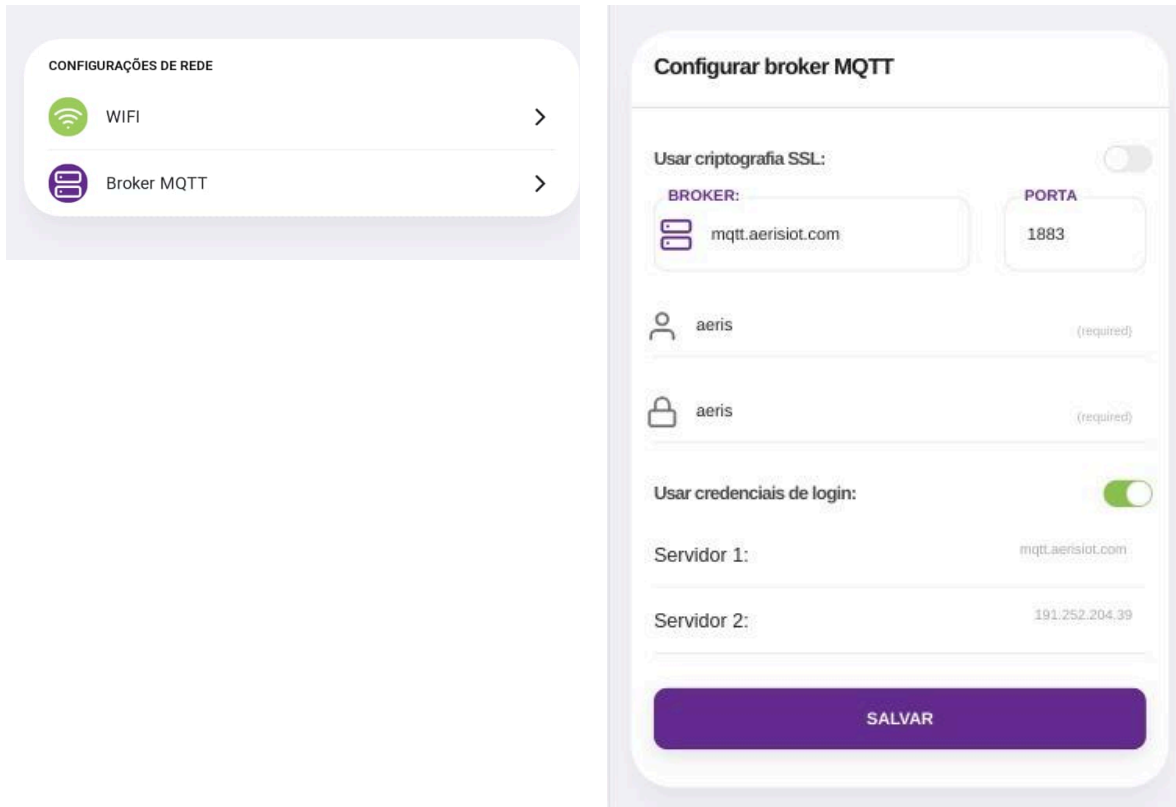 CONFIGURAÇÕES DE REDE
WIFI
Broker MQTT
Configurar broker MQTT
Usar criptografia SSL:
BROKER: PORTA
mqtt.aerisiot.com 1883
aeris (required)
aeris (required)
Usar credenciais de login:
Servidor 1: mqtt.aerisiot.com
Servidor 2: 191.252.204.39
SALVAR